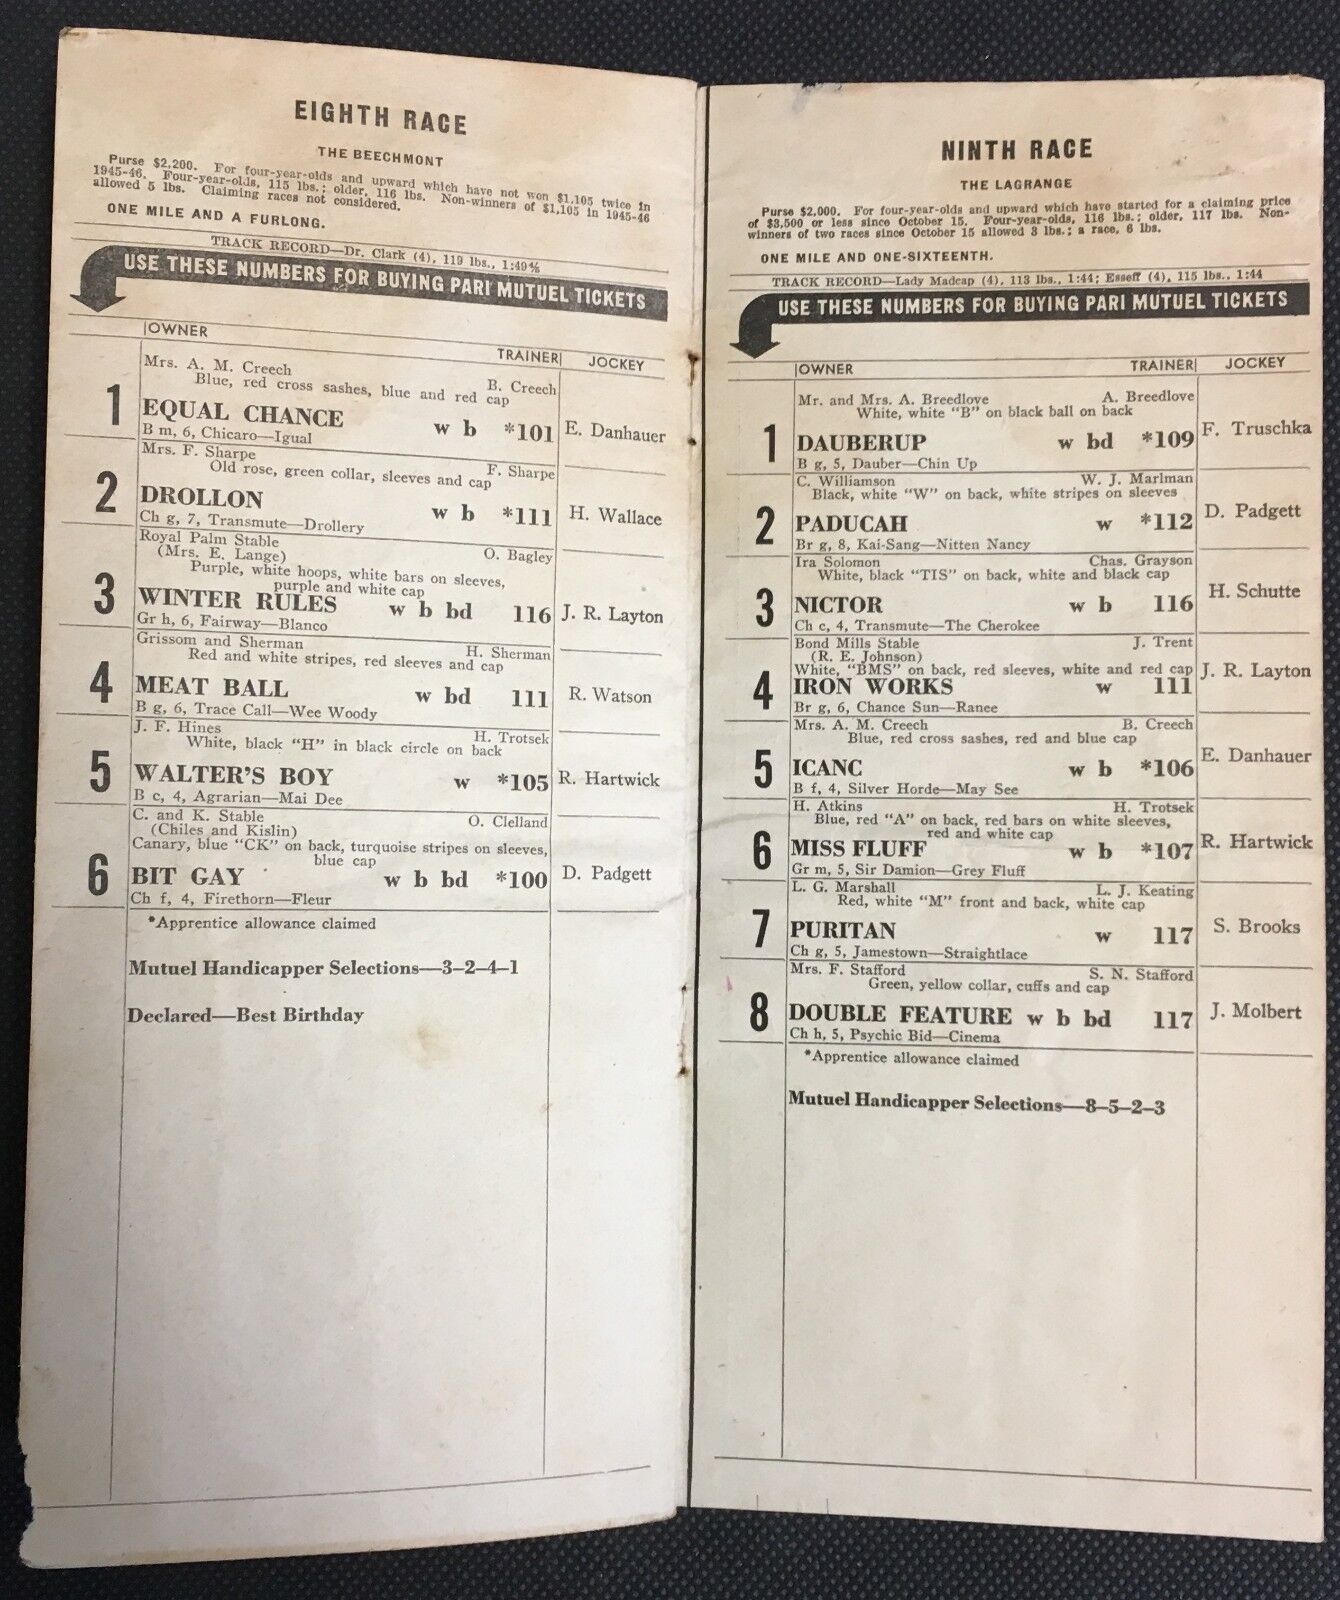 EIGHTH RACE
THE BEECHMONT
Purse $2,200. For four-year-olds and upward which have not won $1,105 twice in
1945-46. Four-year-olds, 115 lbs.; older, 116 lbs. Non-winners of $1,105 in 1945-46
allowed 5 lbs. Claiming races not considered.
ONE MILE AND A FURLONG.
TRACK RECORD—Dr. Clark (4), 119 lbs., 1:49⅘
USE THESE NUMBERS FOR BUYING PARI MUTUEL TICKETS
OWNER TRAINER JOCKEY
Mrs. A. M. Creech B. Creech
Blue, red cross sashes, blue and red cap
1 EQUAL CHANCE w b *101 E. Danhauer
B m, 6, Chicaro—Igual
Mrs. F. Sharpe F. Sharpe
Old rose, green collar, sleeves and cap
2 DROLLON w b *111 H. Wallace
Ch g, 7, Transmute—Drollery
Royal Palm Stable
(Mrs. E. Lange) O. Bagley
Purple, white hoops, white bars on sleeves,
purple and white cap
3 WINTER RULES w b bd 116 J. R. Layton
Gr h, 6, Fairway—Blanco
Grissom and Sherman H. Sherman
Red and white stripes, red sleeves and cap
4 MEAT BALL w bd 111 R. Watson
B g, 6, Trace Call—Wee Woody
J. F. Hines H. Trotsek
White, black "H" in black circle on back
5 WALTER'S BOY w *105 R. Hartwick
B c, 4, Agrarian—Mai Dee
C. and K. Stable O. Clelland
(Chiles and Kislin)
Canary, blue "CK" on back, turquoise stripes on sleeves,
blue cap
6 BIT GAY w b bd *100 D. Padgett
Ch f, 4, Firethorn—Fleur
*Apprentice allowance claimed
Mutuel Handicapper Selections—3-2-4-1
Declared—Best Birthday
NINTH RACE
THE LAGRANGE
Purse $2,000. For four-year-olds and upward which have started for a claiming price
of $3,500 or less since October 15. Four-year-olds, 116 lbs.; older, 117 lbs. Non-
winners of two races since October 15 allowed 3 lbs.; a race, 6 lbs.
ONE MILE AND ONE-SIXTEENTH.
TRACK RECORD—Lady Madcap (4), 113 lbs., 1:44; Esseff (4), 115 lbs., 1:44
USE THESE NUMBERS FOR BUYING PARI MUTUEL TICKETS
OWNER TRAINER JOCKEY
Mr. and Mrs. A. Breedlove A. Breedlove
White, white "B" on black ball on back
1 DAUBERUP w bd *109 F. Truschka
B g, 5, Dauber—Chin Up
C. Williamson W. J. Marlman
Black, white "W" on back, white stripes on sleeves
2 PADUCAH w *112 D. Padgett
Br g, 8, Kai-Sang—Nitten Nancy
Ira Solomon Chas. Grayson
White, black "TIS" on back, white and black cap
3 NICTOR w b 116 H. Schutte
Ch c, 4, Transmute—The Cherokee
Bond Mills Stable J. Trent
(R. E. Johnson)
White, "BMS" on back, red sleeves, white and red cap
4 IRON WORKS w 111 J. R. Layton
Br g, 6, Chance Sun—Ranee
Mrs. A. M. Creech B. Creech
Blue, red cross sashes, red and blue cap
5 ICANC w b *106 E. Danhauer
B f, 4, Silver Horde—May See
H. Atkins H. Trotsek
Blue, red "A" on back, red bars on white sleeves,
red and white cap
6 MISS FLUFF w b *107 R. Hartwick
Gr m, 5, Sir Damion—Grey Fluff
L. G. Marshall L. J. Keating
Red, white "M" front and back, white cap
7 PURITAN w 117 S. Brooks
Ch g, 5, Jamestown—Straightlace
Mrs. F. Stafford S. N. Stafford
Green, yellow collar, cuffs and cap
8 DOUBLE FEATURE w b bd 117 J. Molbert
Ch h, 5, Psychic Bid—Cinema
*Apprentice allowance claimed
Mutuel Handicapper Selections—8-5-2-3